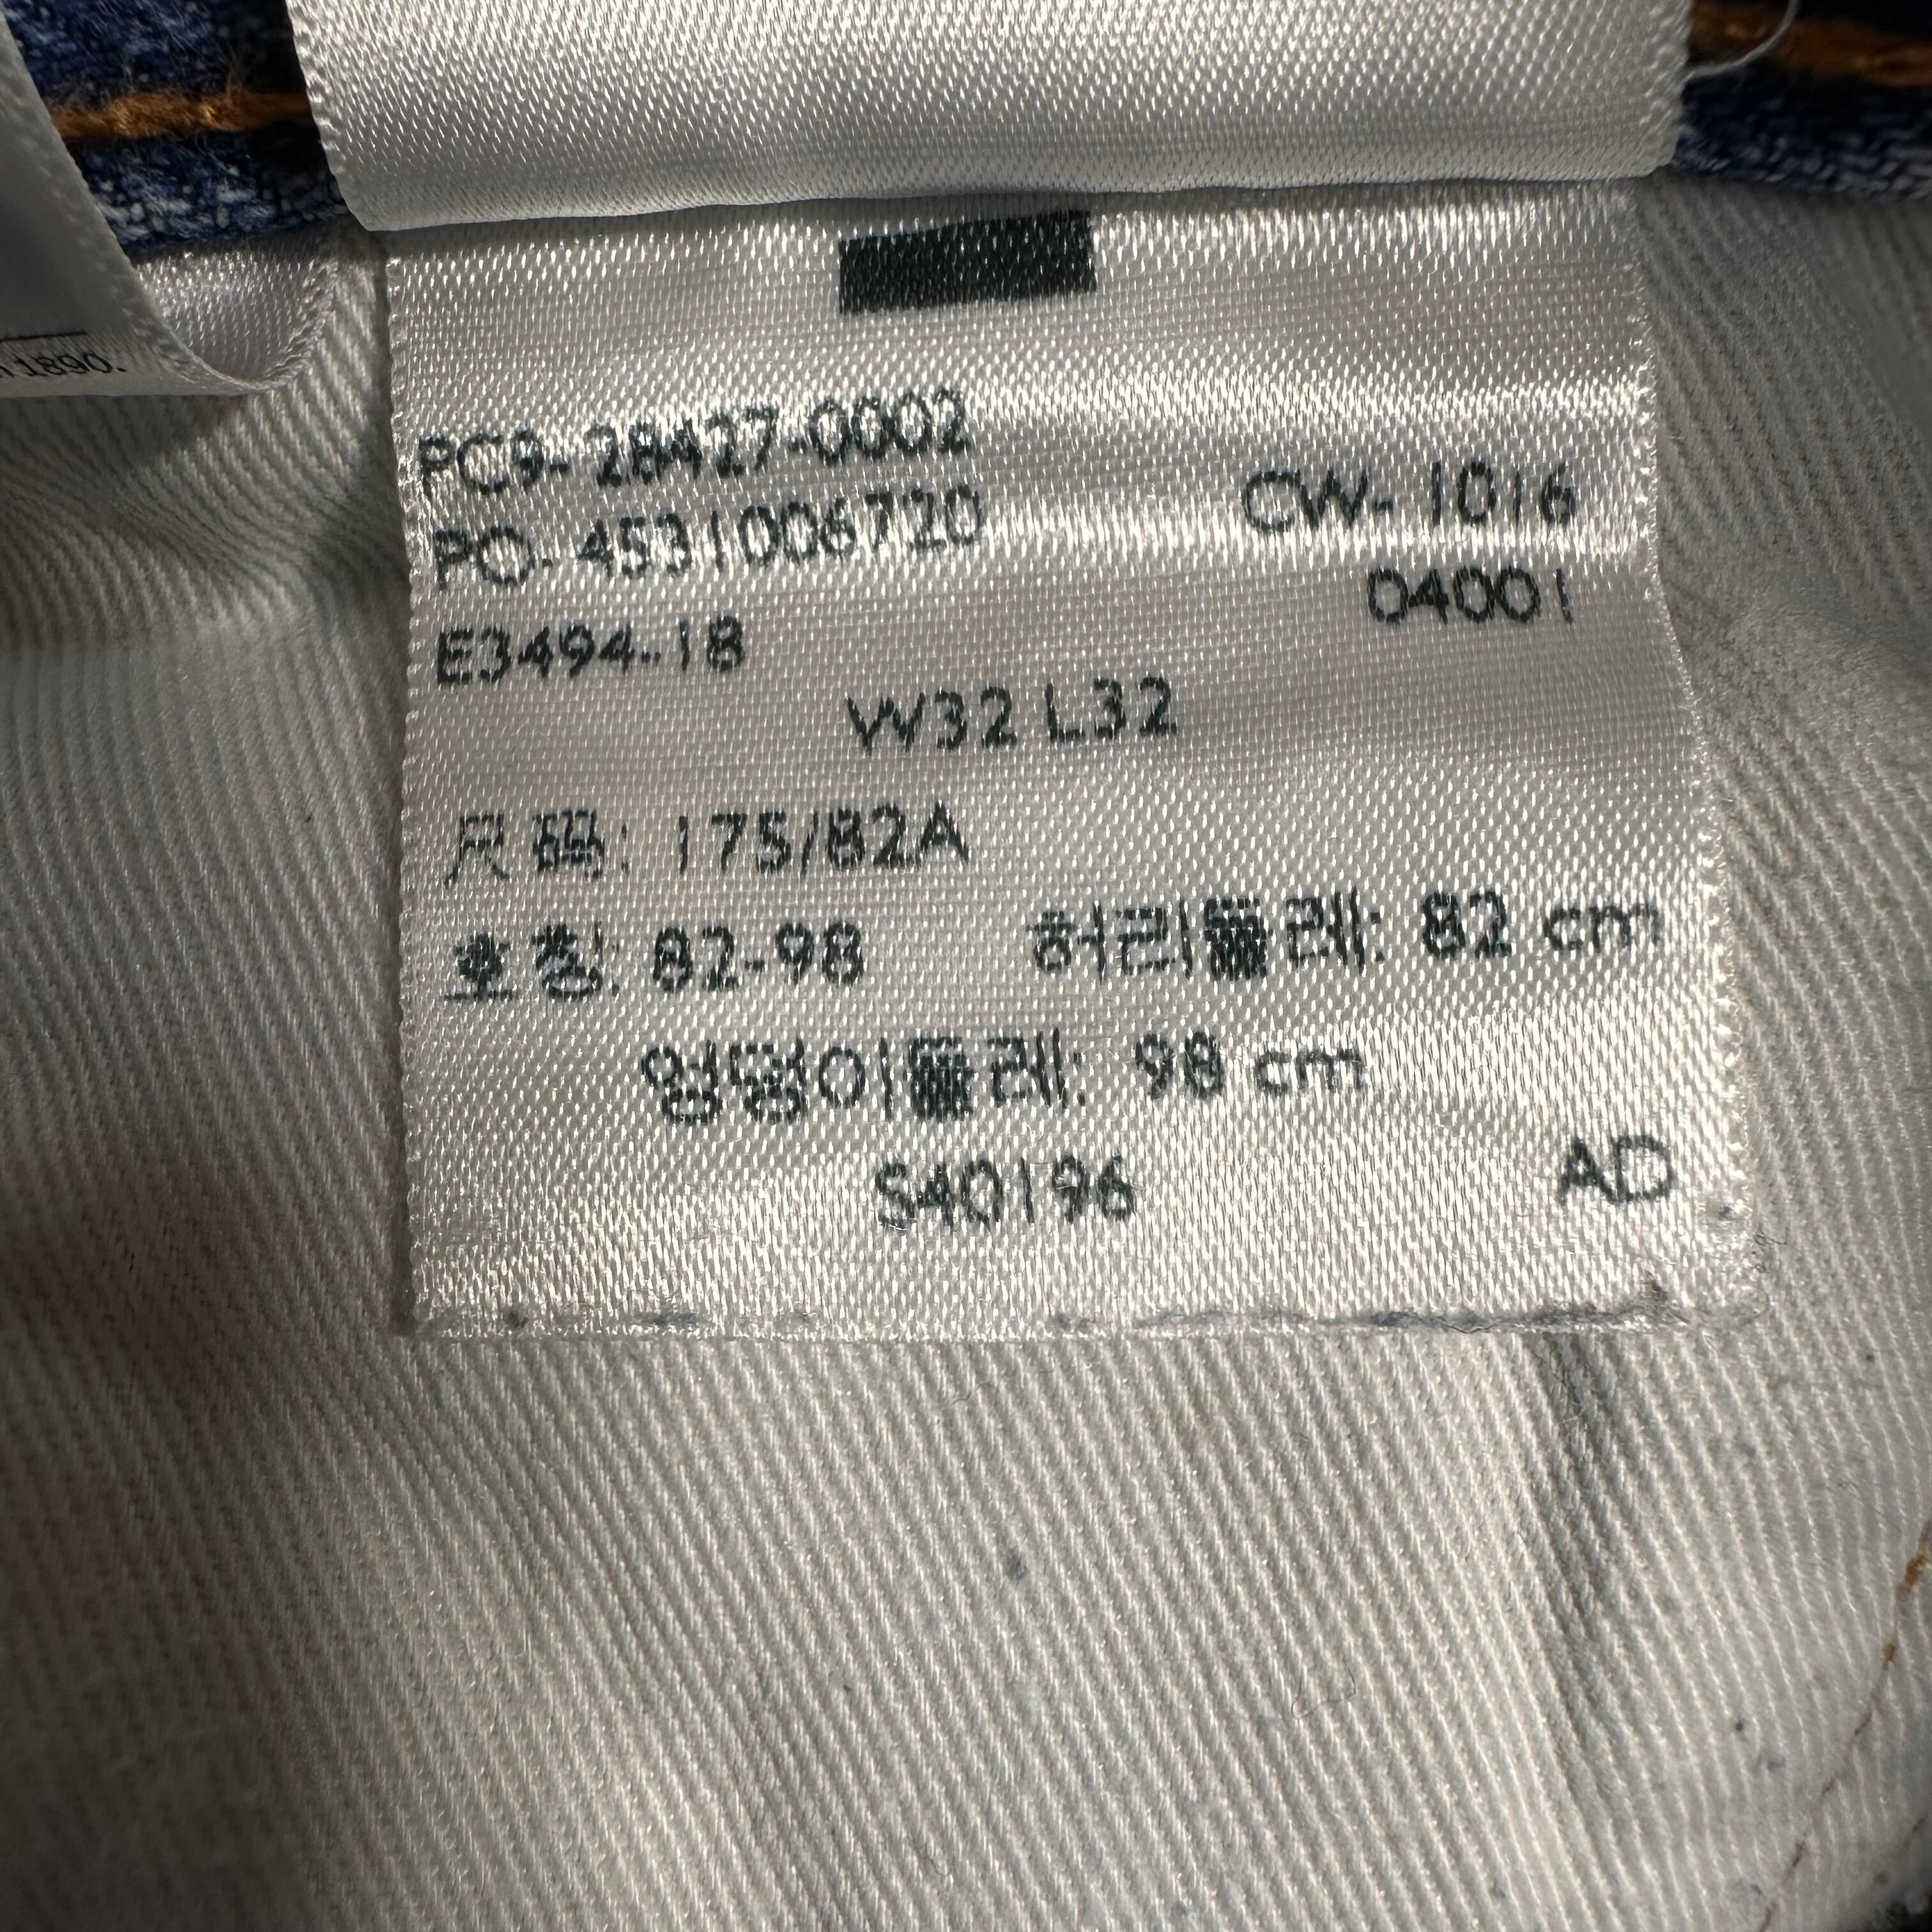 1890.
PC9-28427-0002
PO-4531006720
CW-1016
04001
E3494-18
W32 L32
尺码: 175/82A
호칭: 82-98 허리둘레: 82 cm
엉덩이둘레: 98 cm
S40196
AD